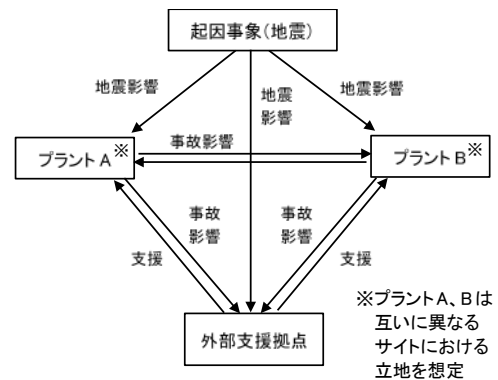 起因事象(地震)
地震影響
地震
影響
地震影響
プラントA※
事故影響
プラントB※
事故
影響
事故
影響
支援
支援
外部支援拠点
※プラントA、Bは
互いに異なる
サイトにおける
立地を想定